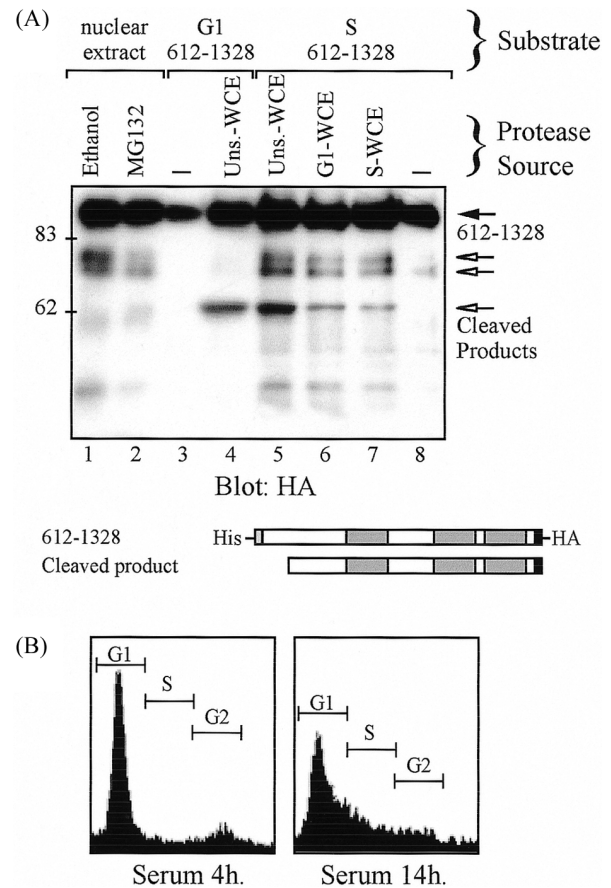 (A)
nuclear extract
G1 612-1328
S 612-1328
} Substrate
Ethanol
MG132
—
Uns.-WCE
Uns.-WCE
G1-WCE
S-WCE
—
} Protease Source
83
62
612-1328
Cleaved Products
1 2 3 4 5 6 7 8
Blot: HA
612-1328 His HA
Cleaved product
(B)
G1 S G2
G1 S G2
Serum 4h. Serum 14h.